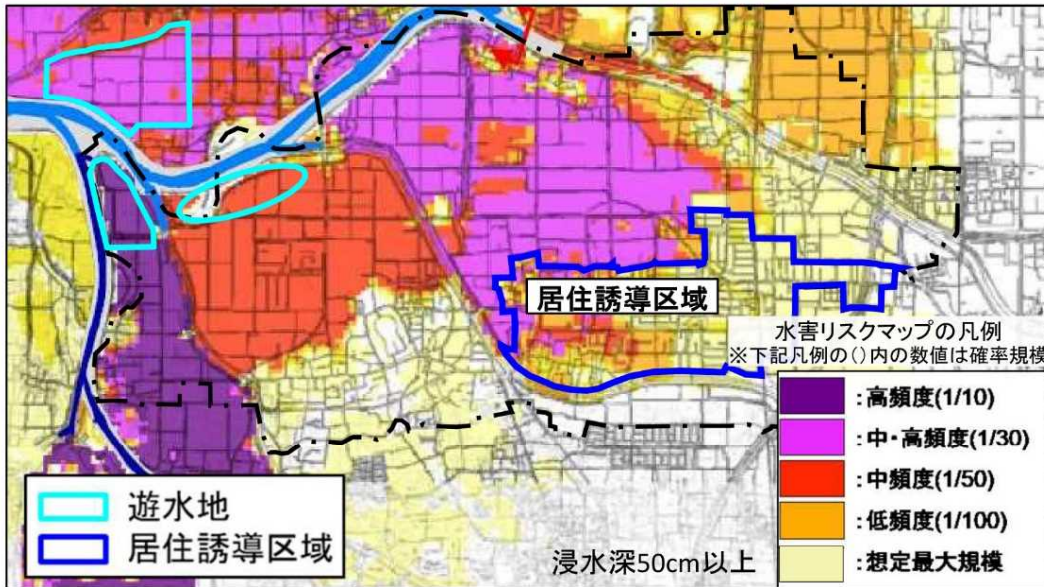 居住誘導区域
水害リスクマップの凡例
※下記凡例の()内の数値は確率規模
:高頻度(1/10)
:中・高頻度(1/30)
:中頻度(1/50)
:低頻度(1/100)
:想定最大規模
遊水地
居住誘導区域
浸水深50cm以上